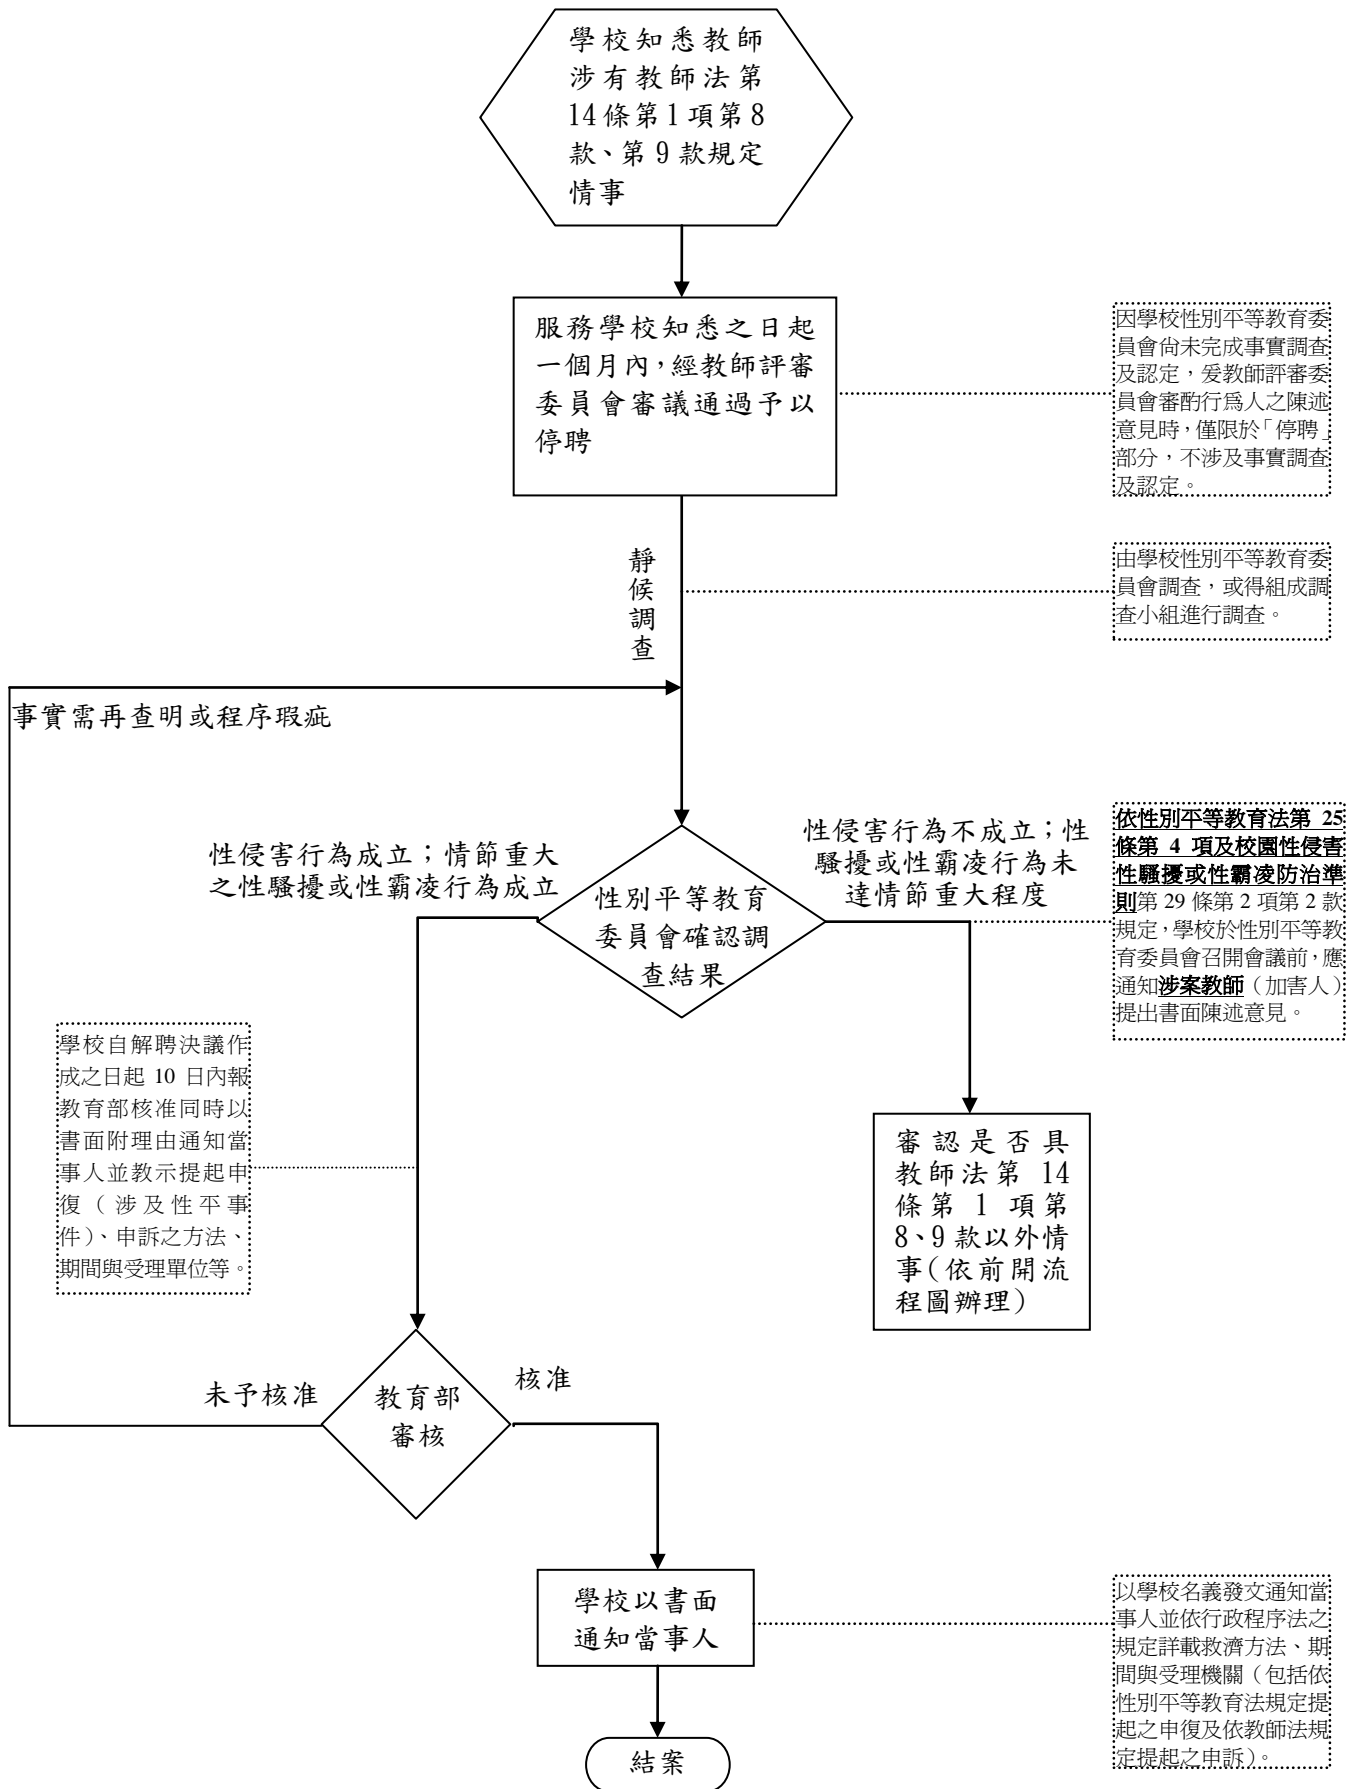 學校知悉教師
涉有教師法第
14條第1項第8
款、第9款規定
情事
服務學校知悉之日起
一個月內，經教師評審
委員會審議通過予以
停聘
因學校性別平等教育委
員會尚未完成事實調查
及認定，爰教師評審委
員會審酌行為人之陳述
意見時，僅限於「停聘」
部分，不涉及事實調查
及認定。
靜
候
調
查
由學校性別平等教育委
員會調查，或得組成調
查小組進行調查。
事實需再查明或程序瑕疵
性侵害行為成立；情節重大
之性騷擾或性霸凌行為成立
性侵害行為不成立；性
騷擾或性霸凌行為未
達情節重大程度
性別平等教育
委員會確認調
查結果
依性別平等教育法第 25
條第 4 項及校園性侵害
性騷擾或性霸凌防治準
則第 29 條第 2 項第 2 款
規定，學校於性別平等教
育委員會召開會議前，應
通知涉案教師（加害人）
提出書面陳述意見。
學校自解聘決議作
成之日起 10 日內報
教育部核准同時以
書面附理由通知當
事人並教示提起申
復（涉及性平事
件）、申訴之方法、
期間與受理單位等。
審認是否具
教師法第 14
條第 1 項第
8、9款以外情
事（依前開流
程圖辦理）
未予核准
教育部
審核
核准
學校以書面
通知當事人
以學校名義發文通知當
事人並依行政程序法之
規定詳載救濟方法、期
間與受理機關（包括依
性別平等教育法規定提
起之申復及依教師法規
定提起之申訴）。
結案